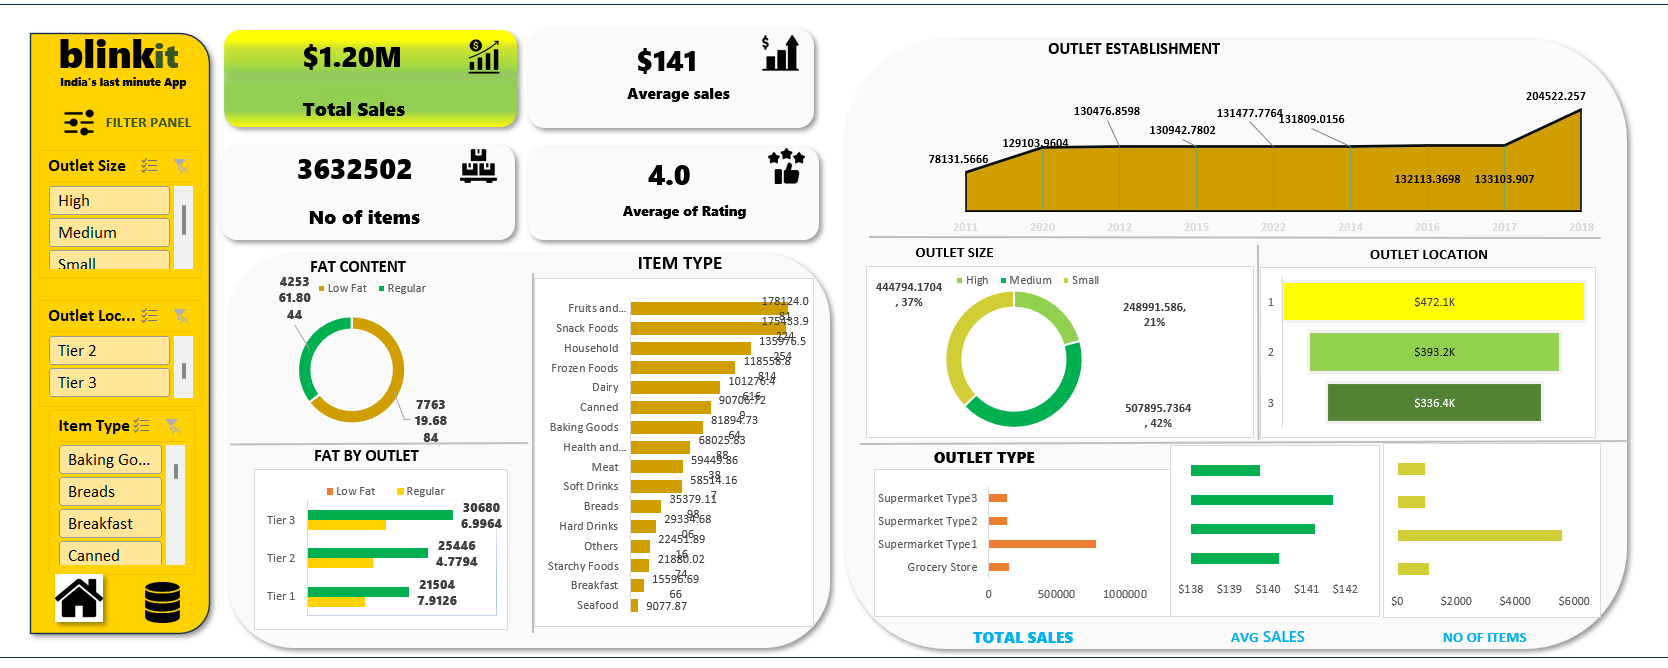 blinkit
India's last minute App
FILTER PANEL
Outlet Size
High
Medium
Small
Outlet Loc...
Tier 2
Tier 3
Item Type
Baking Go...
Breads
Breakfast
Canned
$1.20M
Total Sales
$141
Average sales
3632502
No of items
4.0
Average of Rating
FAT CONTENT
Low Fat Regular
4253
61.80
44
7763
19.68
84
FAT BY OUTLET
Low Fat Regular
Tier 3
30680
6.9964
Tier 2
25446
4.7794
Tier 1
21504
7.9126
ITEM TYPE
Fruits and... 178124.0
81
Snack Foods 175433.9
224
Household 135976.5
254
Frozen Foods 118558.8
814
Dairy 101276.4
616
Canned 90706.72
9
Baking Goods 81894.73
64
Health and... 68025.83
88
Meat 59449.86
38
Soft Drinks 58514.16
7
Breads 35379.11
98
Hard Drinks 29334.68
06
Others 22451.89
16
Starchy Foods 21880.02
74
Breakfast 15596.69
66
Seafood 9077.87
OUTLET ESTABLISHMENT
78131.5666
129103.9604
130476.8598
130942.7802
131477.7764
131809.0156
132113.3698
133103.907
204522.257
2011 2020 2012 2015 2022 2014 2016 2017 2018
OUTLET SIZE
High Medium Small
444794.1704
, 37%
248991.586,
21%
507895.7364
, 42%
OUTLET LOCATION
1 $472.1K
2 $393.2K
3 $336.4K
OUTLET TYPE
Supermarket Type3
Supermarket Type2
Supermarket Type1
Grocery Store
0 500000 1000000
TOTAL SALES
$138 $139 $140 $141 $142
AVG SALES
$0 $2000 $4000 $6000
NO OF ITEMS